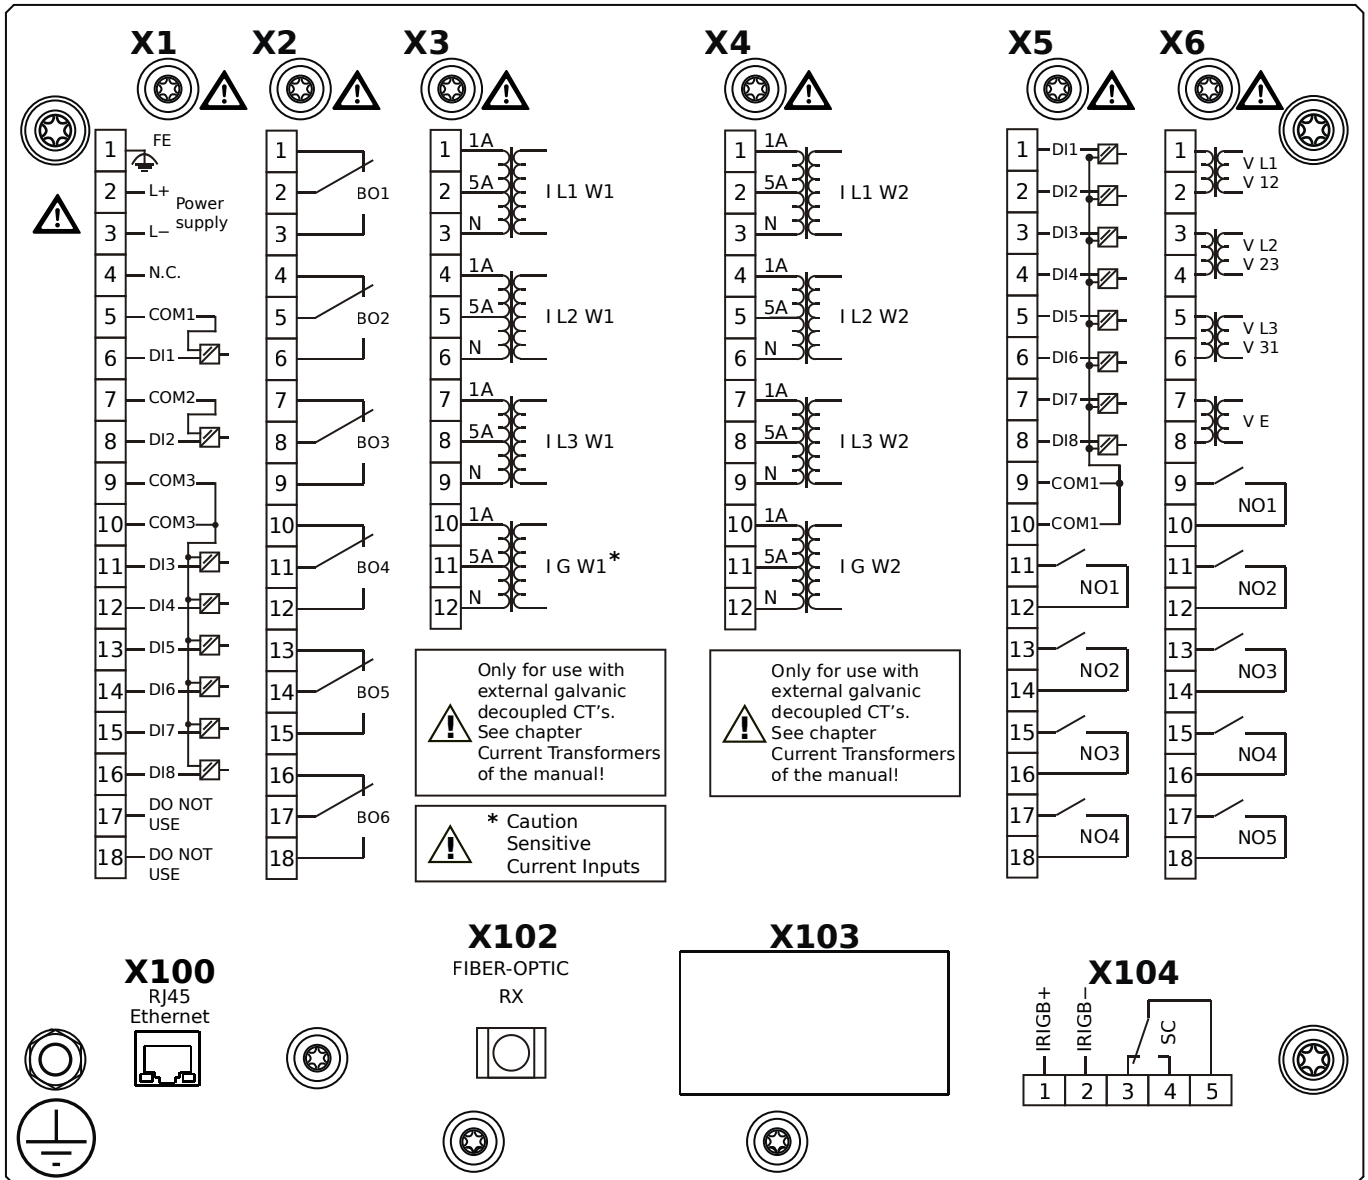 X1
X2
X3
X4
X5
X6
1 FE
2 L+
Power
supply
3 L−
4 N.C.
5 COM1
6 DI1
7 COM2
8 DI2
9 COM3
10 COM3
11 DI3
12 DI4
13 DI5
14 DI6
15 DI7
16 DI8
17 DO NOT
USE
18 DO NOT
USE
1
2 BO1
3
4
5 BO2
6
7
8 BO3
9
10
11 BO4
12
13
14 BO5
15
16
17 BO6
18
1 1A
2 5A I L1 W1
3 N
4 1A
5 5A I L2 W1
6 N
7 1A
8 5A I L3 W1
9 N
10 1A
11 5A I G W1*
12 N
Only for use with
external galvanic
decoupled CT's.
See chapter
Current Transformers
of the manual!
* Caution
Sensitive
Current Inputs
1 1A
2 5A I L1 W2
3 N
4 1A
5 5A I L2 W2
6 N
7 1A
8 5A I L3 W2
9 N
10 1A
11 5A I G W2
12 N
Only for use with
external galvanic
decoupled CT's.
See chapter
Current Transformers
of the manual!
1 DI1
2 DI2
3 DI3
4 DI4
5 DI5
6 DI6
7 DI7
8 DI8
9 COM1
10 COM1
11
NO1
12
13
NO2
14
15
NO3
16
17
NO4
18
1 V L1
2 V 12
3 V L2
4 V 23
5 V L3
6 V 31
7
V E
8
9
NO1
10
11
NO2
12
13
NO3
14
15
NO4
16
17
NO5
18
X100
RJ45
Ethernet
X102
FIBER-OPTIC
RX
X103
X104
IRIGB+
IRIGB−
SC
1 2 3 4 5